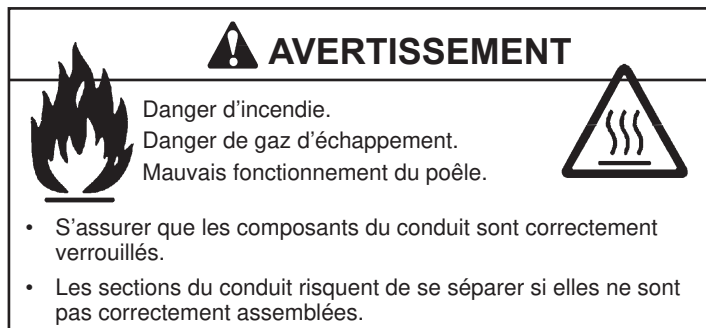 AVERTISSEMENT
Danger d’incendie.
Danger de gaz d’échappement.
Mauvais fonctionnement du poêle.
• S’assurer que les composants du conduit sont correctement
verrouillés.
• Les sections du conduit risquent de se séparer si elles ne sont
pas correctement assemblées.